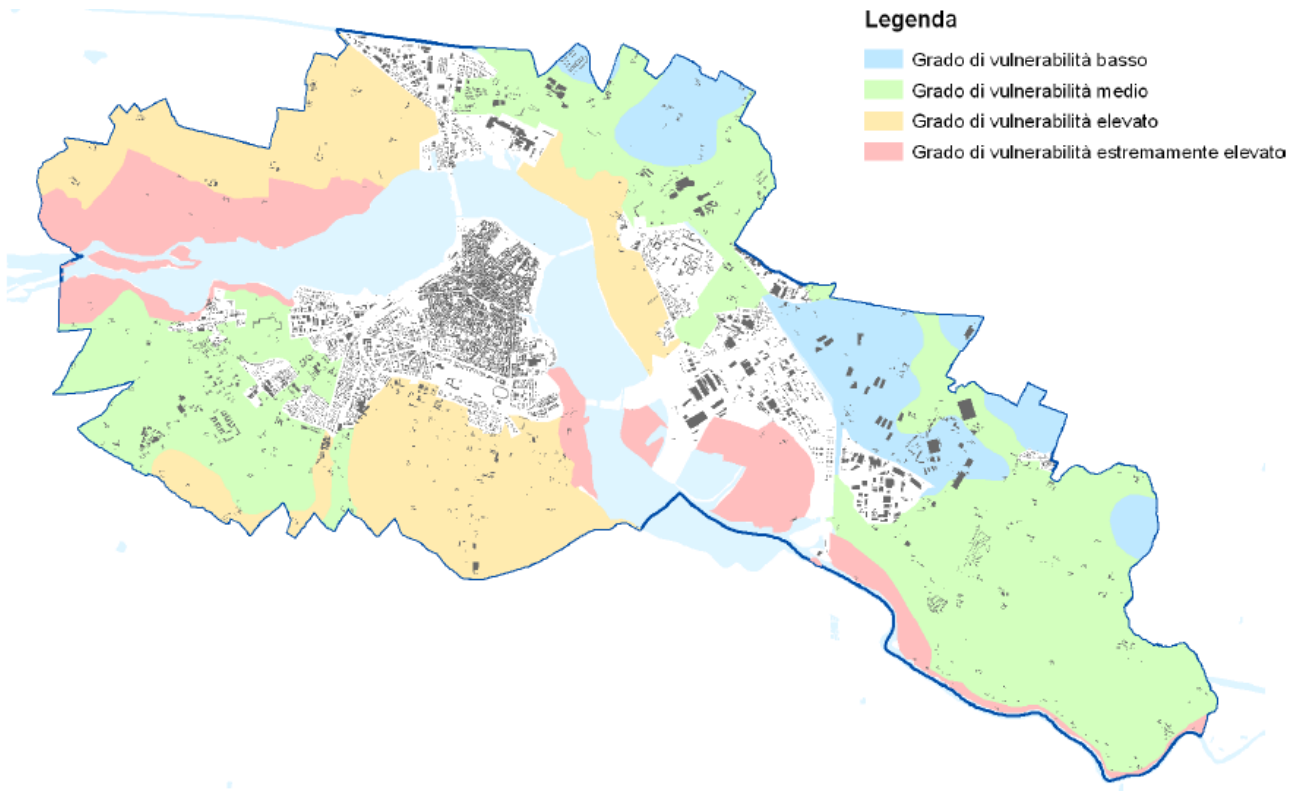 Legenda
Grado di vulnerabilità basso
Grado di vulnerabilità medio
Grado di vulnerabilità elevato
Grado di vulnerabilità estremamente elevato